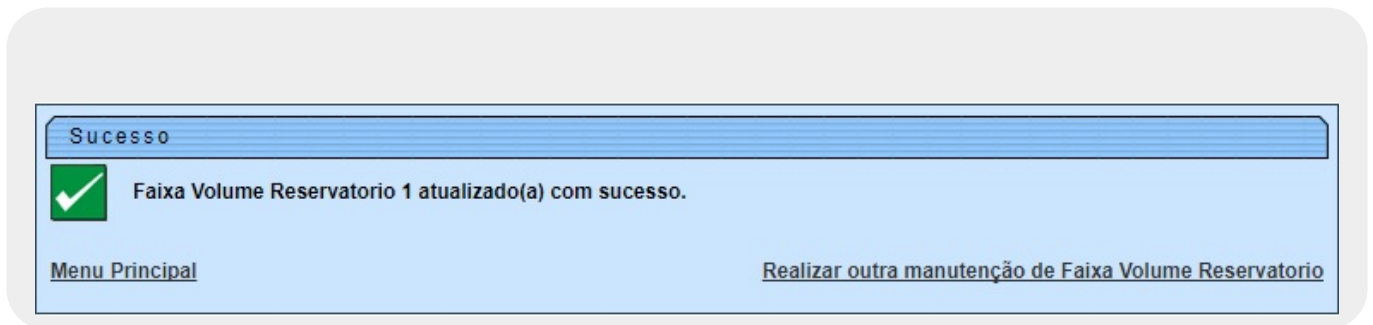 Sucesso
Faixa Volume Reservatorio 1 atualizado(a) com sucesso.
Menu Principal Realizar outra manutenção de Faixa Volume Reservatorio